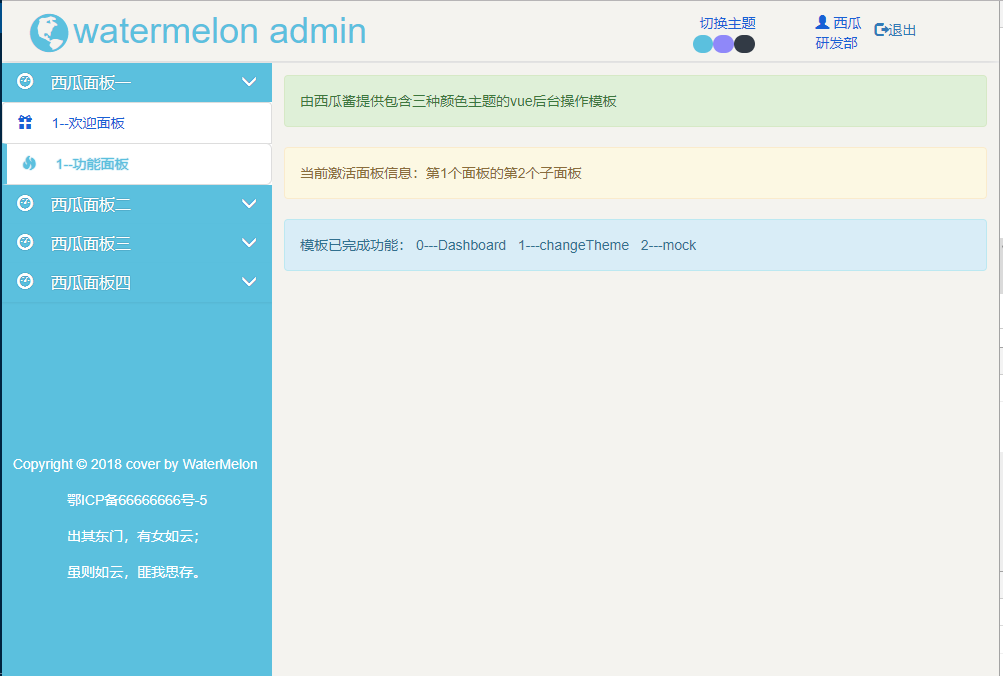 watermelon admin
切换主题
西瓜
研发部
退出
西瓜面板一
1--欢迎面板
1--功能面板
西瓜面板二
西瓜面板三
西瓜面板四
Copyright © 2018 cover by WaterMelon
鄂ICP备66666666号-5
出其东门，有女如云；
虽则如云，匪我思存。
由西瓜酱提供包含三种颜色主题的vue后台操作模板
当前激活面板信息：第1个面板的第2个子面板
模板已完成功能： 0---Dashboard 1---changeTheme 2---mock